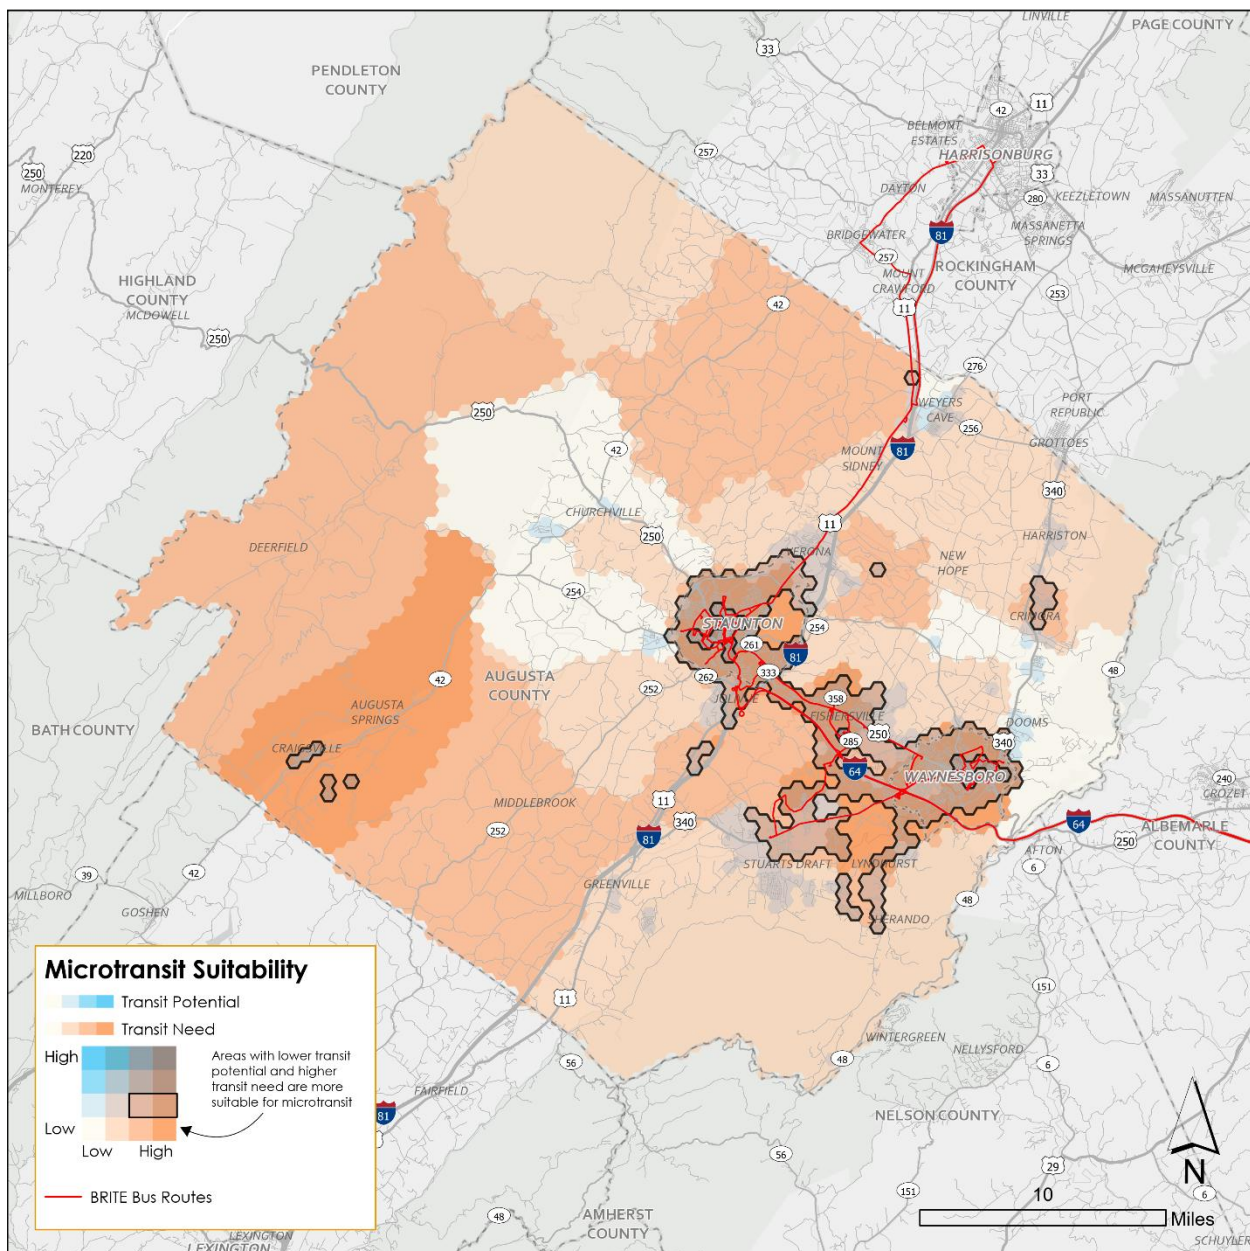 LINVILLE
PAGE COUNTY
33
PENDLETON
COUNTY
42
11
BELMONT
ESTATES
HARRISONBURG
257
220
250
MONTEREY
33
DAYTON
280
KEEZLETOWN
MASSANUTTEN
MASSANETTA
SPRINGS
BRIDGEWATER
81
257
MOUNT
CRAWFORD
ROCKINGHAM
COUNTY
MCGAHEYSVILLE
HIGHLAND
COUNTY
MCDOWELL
253
42
11
250
276
WEYERS
CAVE
PORT
REPUBLIC
250
256
GROTTOES
42
MOUNT
SIDNEY
81
340
CHURCHVILLE
11
250
HARRISTON
DEERFIELD
NEW
HOPE
254
CRIMORA
STAUNTON
254
261
81
48
42
AUGUSTA
COUNTY
252
262
333
AUGUSTA
SPRINGS
358
FISHERSVILLE
DOOMS
BATH COUNTY
250
340
285
CRAIGSVILLE
64
WAYNESBORO
240
CROZET
MIDDLEBROOK
11
340
252
81
64
ALBEMARLE
COUNTY
250
AFTON
6
STUARTS DRAFT
LYNDHURST
39
42
MILLBORO
GREENVILLE
48
GOSHEN
SHERANDO
151
11
WINTERGREEN
NELLYSFORD
48
56
6
FAIRFIELD
81
NELSON COUNTY
56
29
151
6
48
AMHERST
COUNTY
LEXINGTON
LEXINGTON
SCHUYLER
Microtransit Suitability
Transit Potential
Transit Need
High
Low
Low
High
Areas with lower transit
potential and higher
transit need are more
suitable for microtransit
BRITE Bus Routes
N
10
Miles